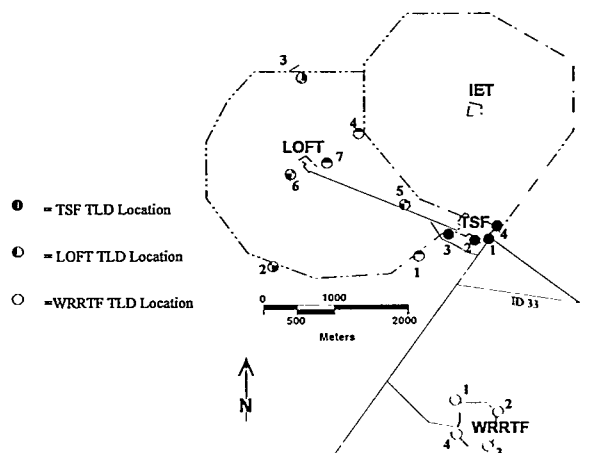 3
IET
4
LOFT
7
6
5
= TSF TLD Location
TSF
4
3
2
1
= LOFT TLD Location
2
1
0 1000
=WRRTF TLD Location
ID 33
500 2000
Meters
N
1
2
WRRTF
4
3